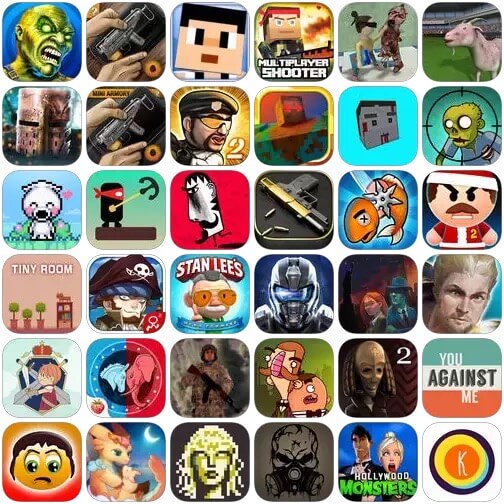 MULTIPLAYER
SHOOTER
MINI ARMORY
2
2
TINY ROOM
STAN LEE'S
2
YOU
AGAINST
ME
HOLLYWOOD
MONSTERS
K